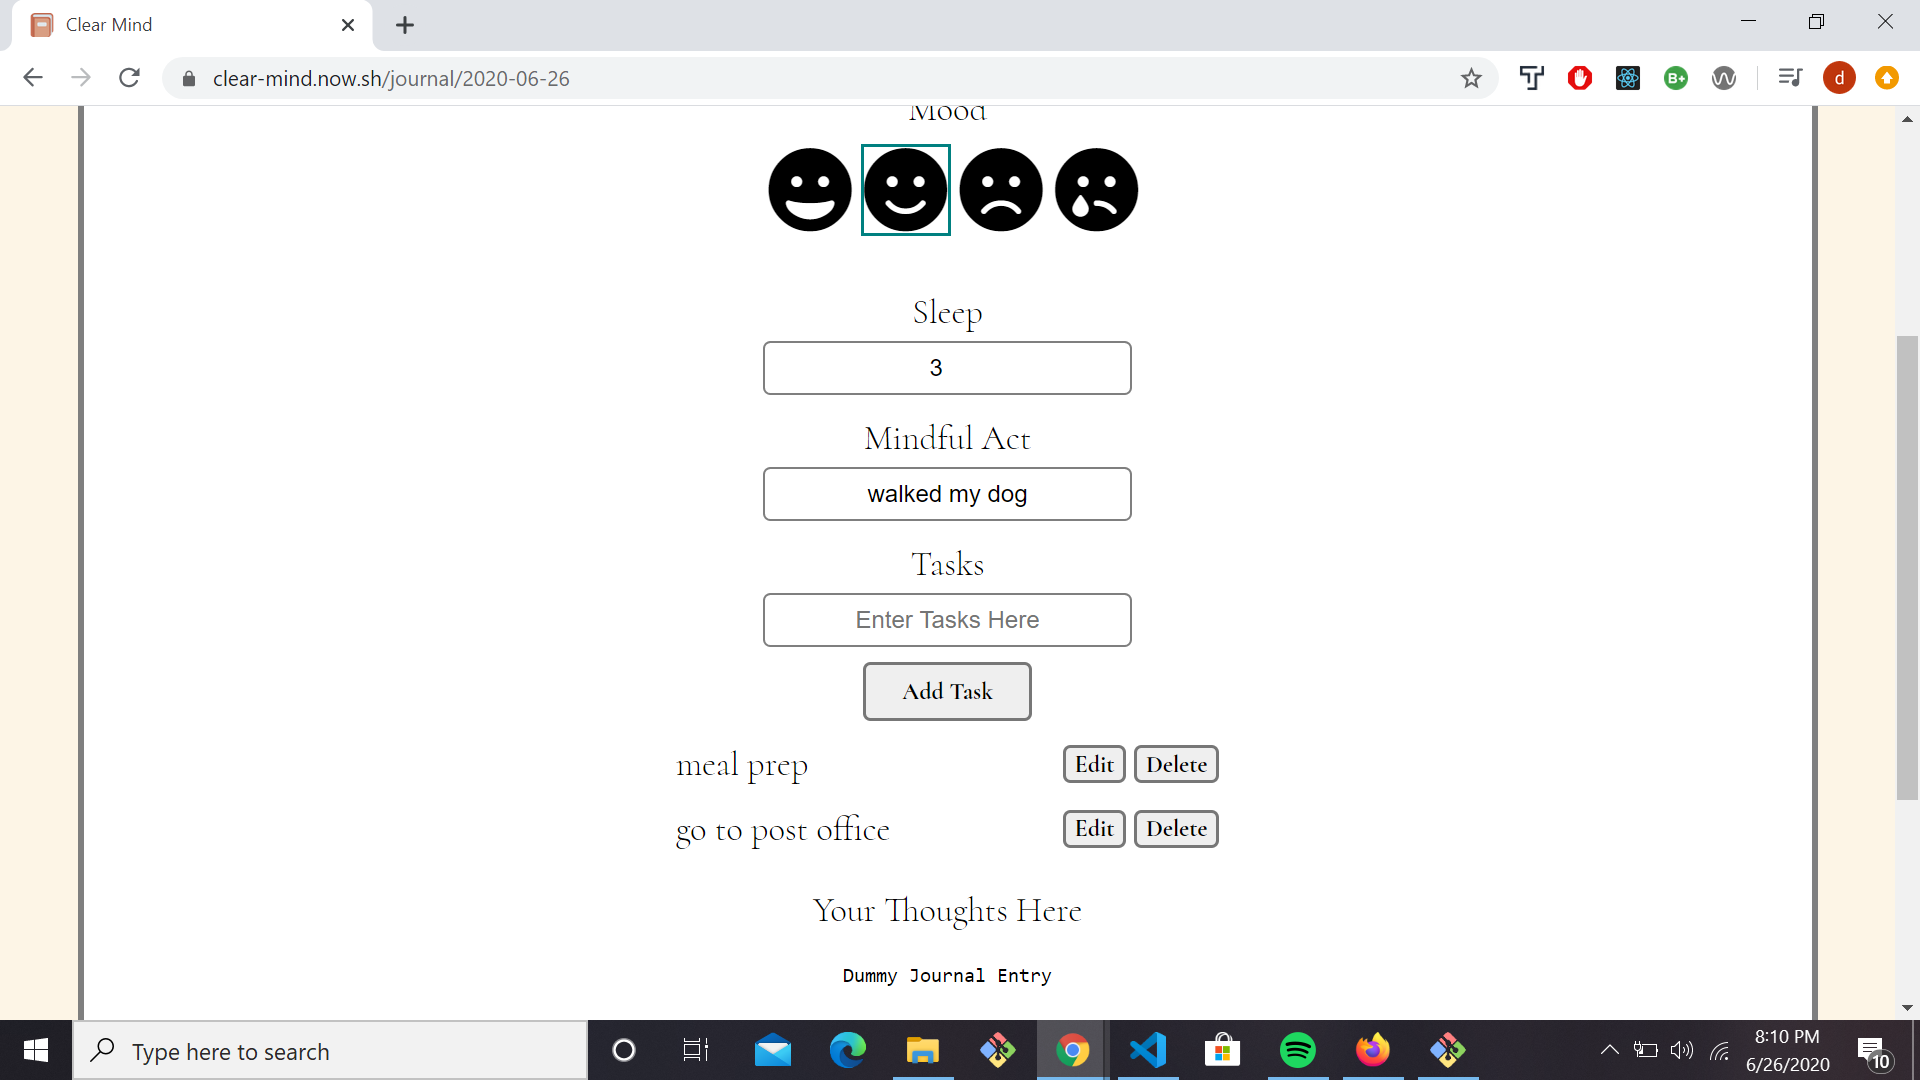 Clear Mind
clear-mind.now.sh/journal/2020-06-26
B+
d
Mood
Sleep
3
Mindful Act
walked my dog
Tasks
Enter Tasks Here
Add Task
meal prep Edit Delete
go to post office Edit Delete
Your Thoughts Here
Dummy Journal Entry
Type here to search
8:10 PM
6/26/2020
10